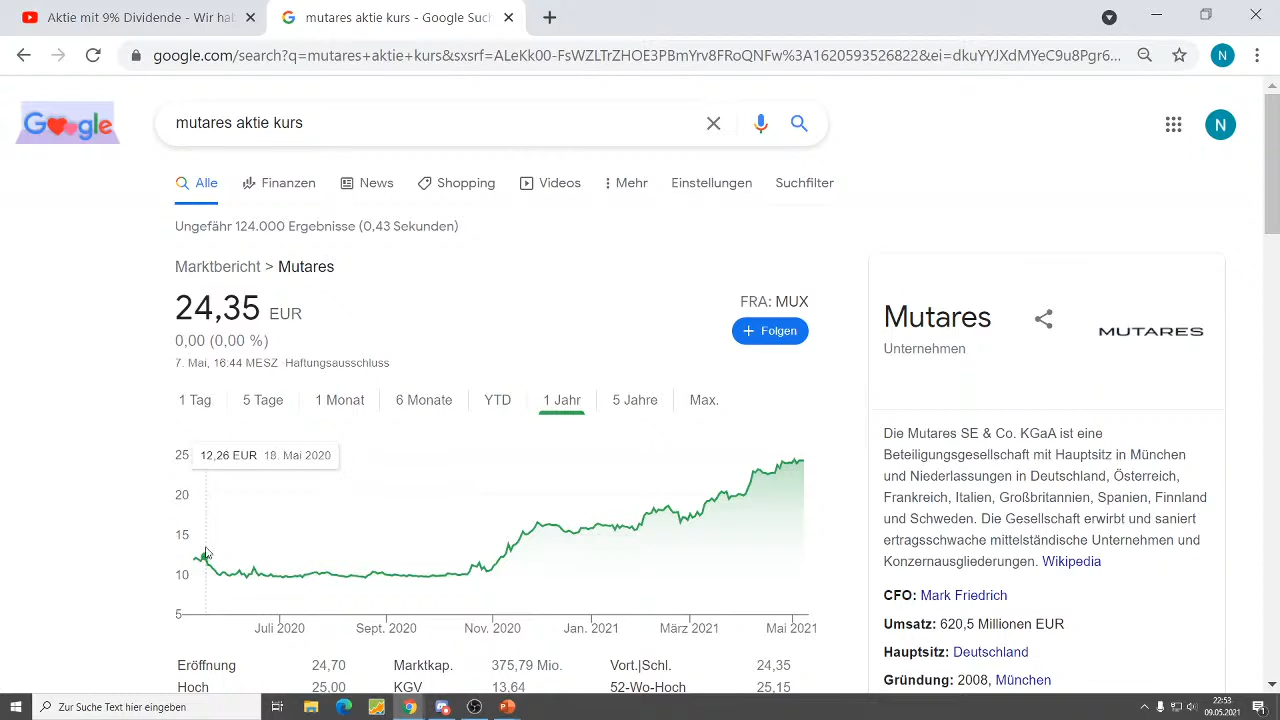 Aktie mit 9% Dividende - Wir hab
mutares aktie kurs - Google Such
google.com/search?q=mutares+aktie+kurs&sxsrf=ALeKk00-FsWZLTrZHOE3PBmYrv8FRoQNFw%3A1620593526822&ei=dkuYYJXdMYeC9u8Pgr6...
N
Google
mutares aktie kurs
N
Alle
Finanzen
News
Shopping
Videos
Mehr
Einstellungen
Suchfilter
Ungefähr 124.000 Ergebnisse (0,43 Sekunden)
Marktbericht > Mutares
24,35 EUR
FRA: MUX
0,00 (0,00 %)
+ Folgen
7. Mai, 16:44 MESZ · Haftungsausschluss
1 Tag
5 Tage
1 Monat
6 Monate
YTD
1 Jahr
5 Jahre
Max.
25
12,26 EUR 18. Mai 2020
20
15
10
5
Juli 2020
Sept. 2020
Nov. 2020
Jan. 2021
März 2021
Mai 2021
Eröffnung 24,70
Marktkap. 375,79 Mio.
Vort.|Schl. 24,35
Hoch 25,00
KGV 13,64
52-Wo-Hoch 25,15
Mutares
MUTARES
Unternehmen
Die Mutares SE & Co. KGaA ist eine
Beteiligungsgesellschaft mit Hauptsitz in München
und Niederlassungen in Deutschland, Österreich,
Frankreich, Italien, Großbritannien, Spanien, Finnland
und Schweden. Die Gesellschaft erwirbt und saniert
ertragsschwache mittelständische Unternehmen und
Konzernausgliederungen. Wikipedia
CFO: Mark Friedrich
Umsatz: 620,5 Millionen EUR
Hauptsitz: Deutschland
Gründung: 2008, München
Zur Suche Text hier eingeben
22:53
09.05.2021